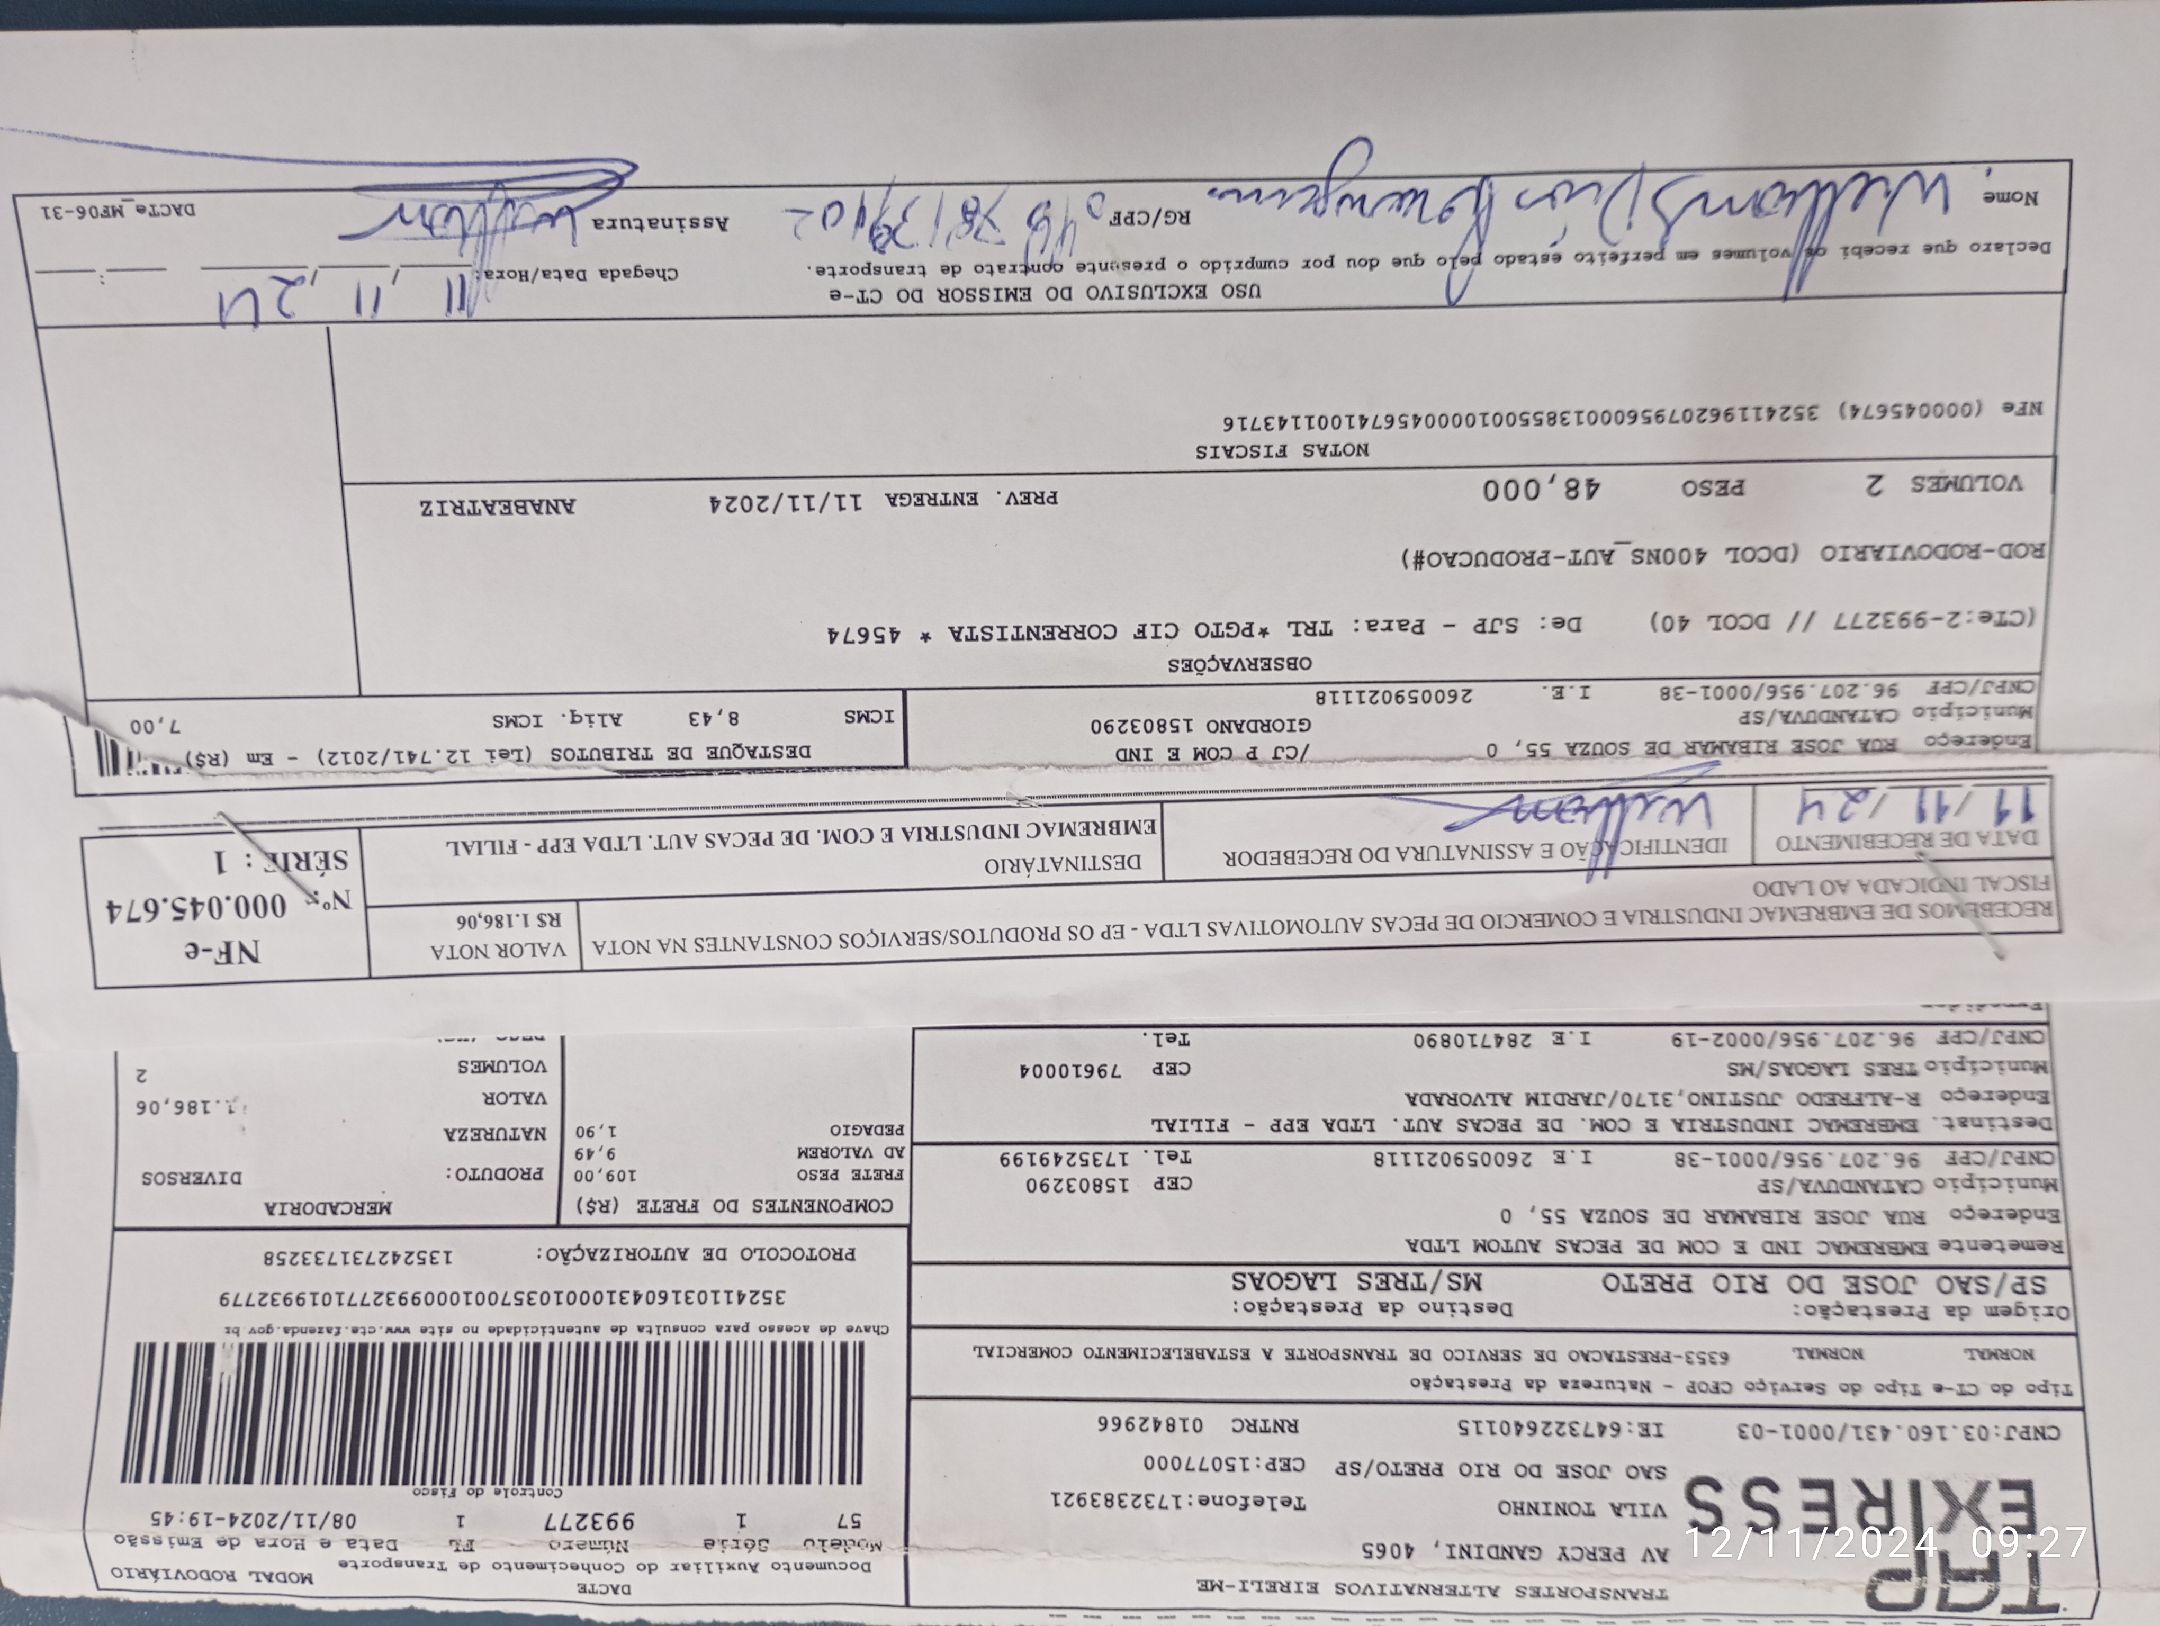 TAP
EXPRESS
TRANSPORTES ALTERNATIVOS EIRELI-ME
AV PERCY GANDINI, 4065
VILA TONINHO Telefone:1732383921
SAO JOSE DO RIO PRETO/SP CEP:15077000
CNPJ:03.160.431/0001-03 IE:647322640115 RNTRC 01842966
DACTE MODAL RODOVIÁRIO
Documento Auxiliar do Conhecimento de Transporte
Modelo Série Número FL Data e Hora de Emissão
57 1 993277 1 08/11/2024-19:45
Controle do Fisco
Chave de acesso para consulta de autenticidade no site www.cte.fazenda.gov.br
35241103160431000103570010009932771019932779
PROTOCOLO DE AUTORIZAÇÃO: 135242731733258
Tipo do CT-e Tipo do Serviço CFOP - Natureza da Prestação
NORMAL NORMAL 6353-PRESTACAO DE SERVICO DE TRANSPORTE A ESTABELECIMENTO COMERCIAL
Origem da Prestação: Destino da Prestação:
SP/SAO JOSE DO RIO PRETO MS/TRES LAGOAS
Remetente EMBREMAC IND E COM DE PECAS AUTOM LTDA
Endereço RUA JOSE RIBAMAR DE SOUZA 55, 0
Município CATANDUVA/SP CEP 15803290
CNPJ/CPF 96.207.956/0001-38 I.E 260059021118 Tel. 1735249199
Destinat. EMBREMAC INDUSTRIA E COM. DE PECAS AUT. LTDA EPP - FILIAL
Endereço R-ALFREDO JUSTINO,3170/JARDIM ALVORADA
Município TRES LAGOAS/MS CEP 79610004
CNPJ/CPF 96.207.956/0002-19 I.E 284710890 Tel.
COMPONENTES DO FRETE (R$)
FRETE PESO 109,00
AD VALOREM 9,49
PEDAGIO 1,90
MERCADORIA
PRODUTO: DIVERSOS
NATUREZA
VALOR 1.186,06
VOLUMES 2
RECEBEMOS DE EMBREMAC INDUSTRIA E COMERCIO DE PECAS AUTOMOTIVAS LTDA - EP OS PRODUTOS/SERVIÇOS CONSTANTES NA NOTA
FISCAL INDICADA AO LADO
VALOR NOTA
R$ 1.186,06
NF-e
Nº: 000.045.674
SÉRIE : 1
DATA DE RECEBIMENTO
11/11/24
IDENTIFICAÇÃO E ASSINATURA DO RECEBEDOR
DESTINATÁRIO
EMBREMAC INDUSTRIA E COM. DE PECAS AUT. LTDA EPP - FILIAL
Endereço RUA JOSE RIBAMAR DE SOUZA 55, 0 /CJ P COM E IND
GIORDANO 15803290
Município CATANDUVA/SP
CNPJ/CPF 96.207.956/0001-38 I.E. 260059021118
DESTAQUE DE TRIBUTOS (Lei 12.741/2012) - Em (R$)
ICMS 8,43 Aliq. ICMS 7,00
OBSERVAÇÕES
(CTe:2-993277 // DCOL 40) De: SJP - Para: TRL *PGTO CIF CORRENTISTA * 45674
ROD-RODOVIARIO (DCOL 400NS_AUT-PRODUCAO#)
VOLUMES 2 PESO 48,000 PREV. ENTREGA 11/11/2024 ANABEATRIZ
NOTAS FISCAIS
NFe (000045674) 35241196207956000138550010000456741001143716
USO EXCLUSIVO DO EMISSOR DO CT-e
Declaro que recebi os volumes em perfeito estado pelo que dou por cumprido o presente contrato de transporte.
Chegada Data/Hora: 11, 11, 24
Nome RG/CPF Assinatura
DACTe_MF06-31
12/11/2024 09:27